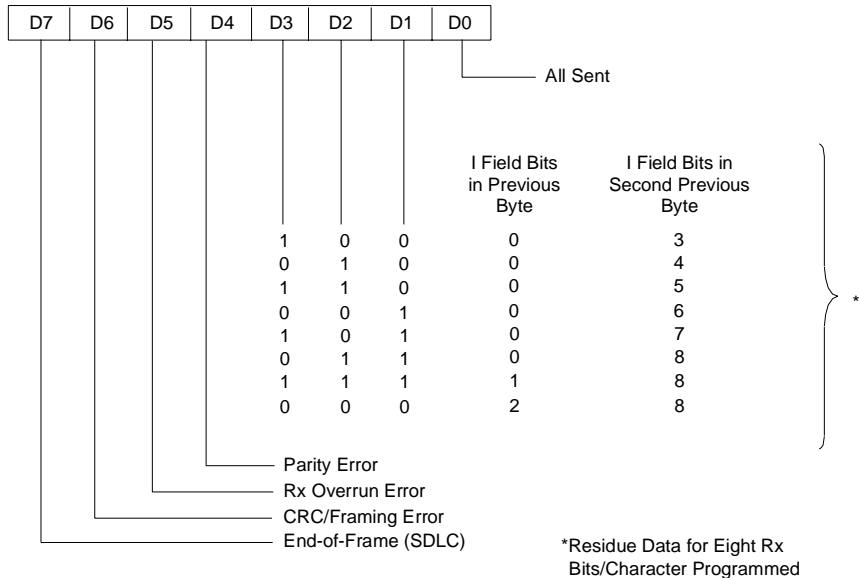 D7 D6 D5 D4 D3 D2 D1 D0
All Sent
I Field Bits
in Previous
Byte
I Field Bits in
Second Previous
Byte
1 0 0 0 3
0 1 0 0 4
1 1 0 0 5
0 0 1 0 6
1 0 1 0 7
0 1 1 0 8
1 1 1 1 8
0 0 0 2 8
*
Parity Error
Rx Overrun Error
CRC/Framing Error
End-of-Frame (SDLC)
*Residue Data for Eight Rx
Bits/Character Programmed